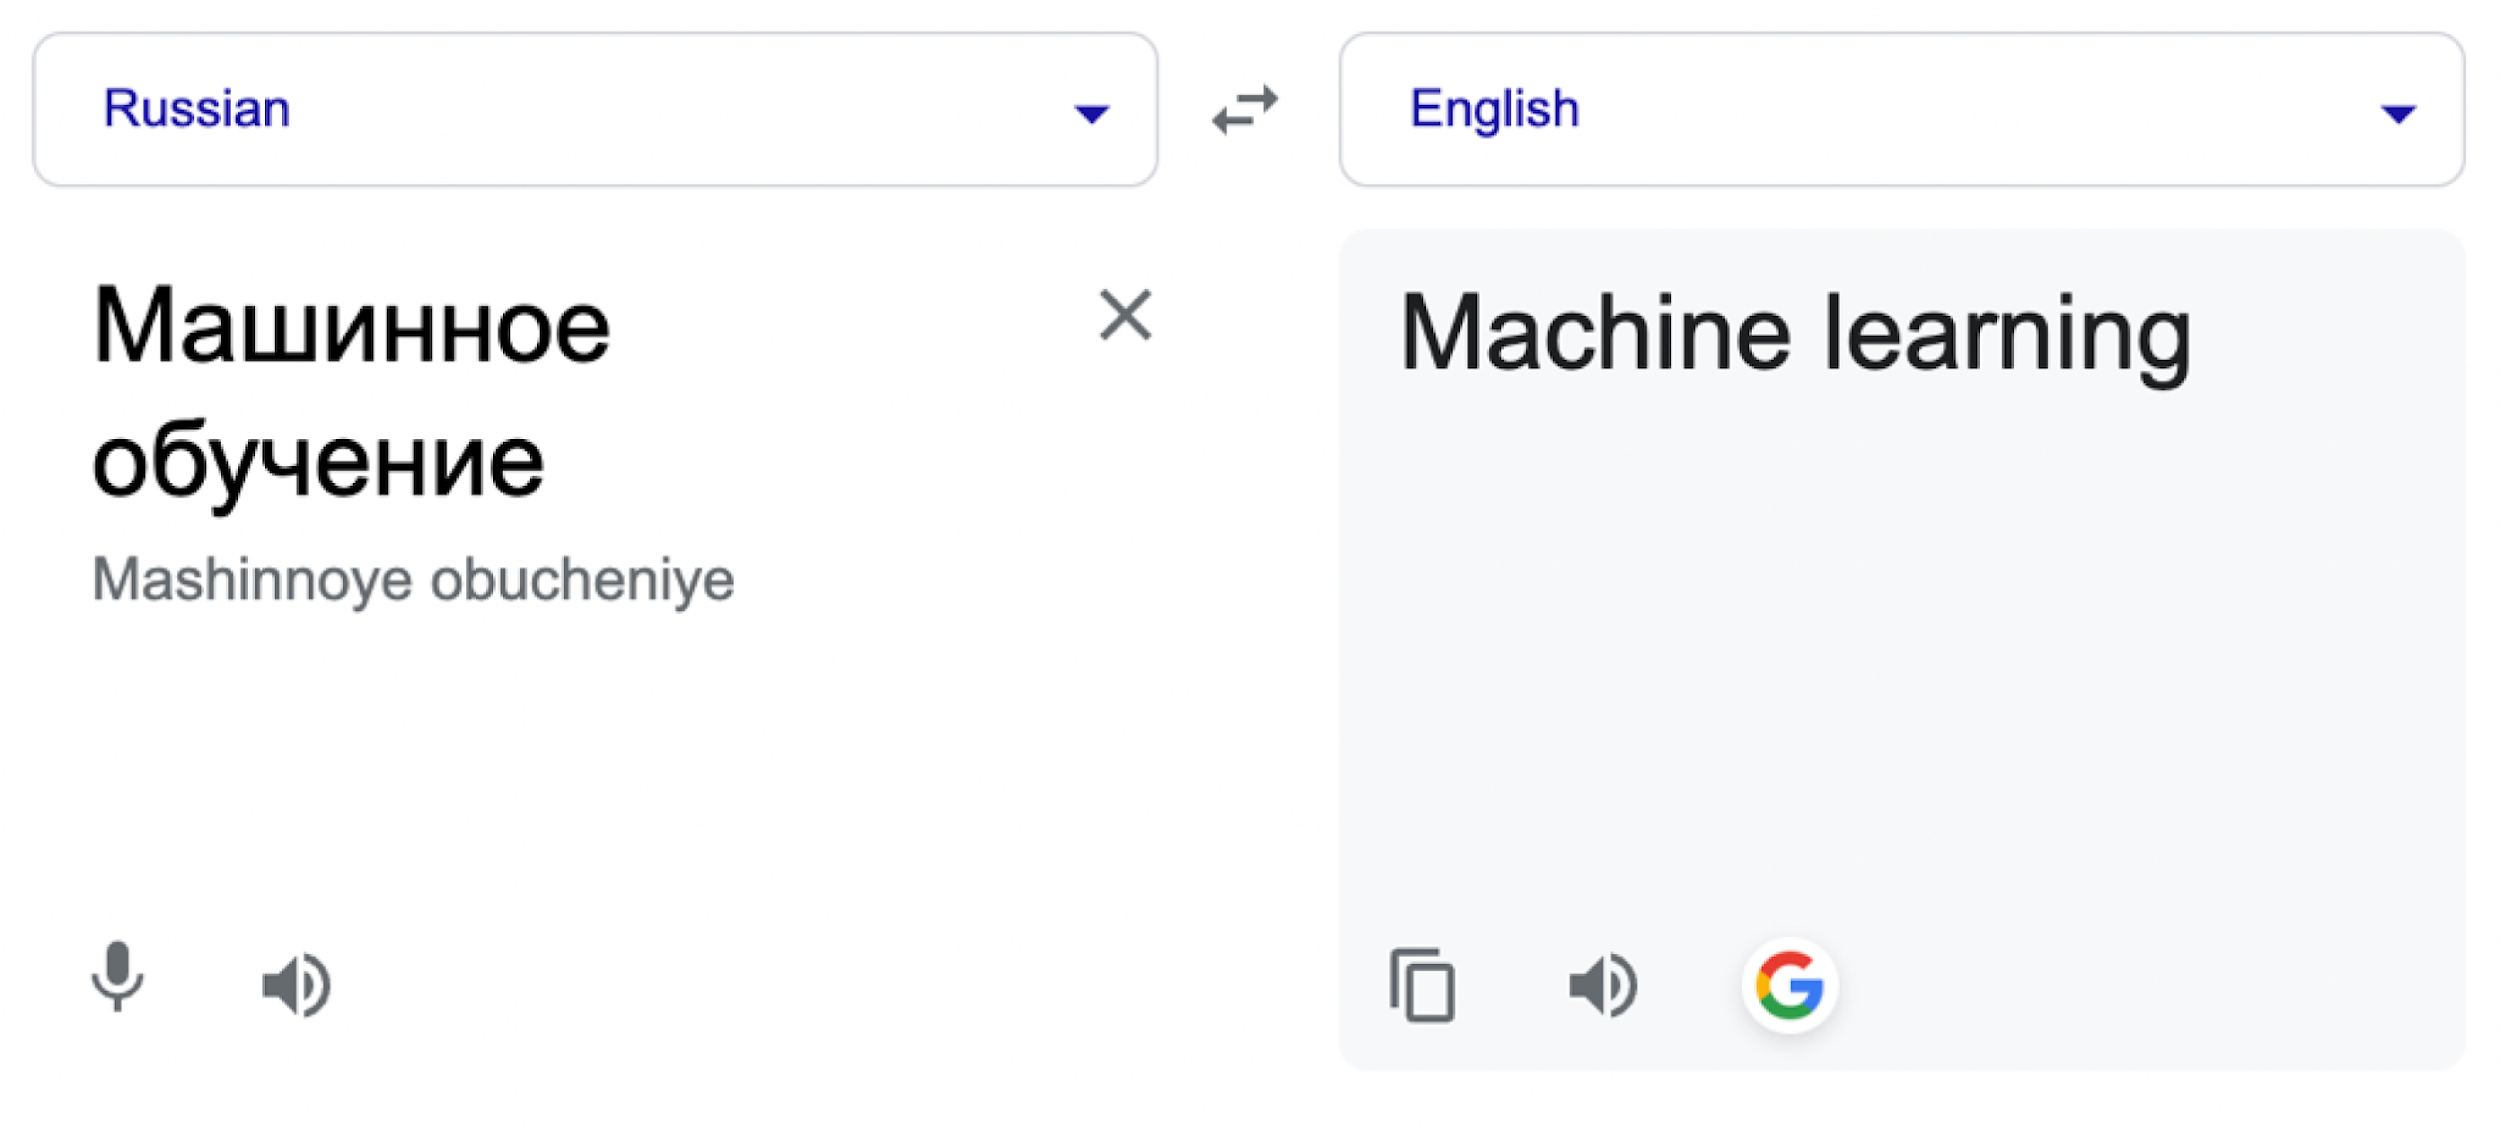 Russian
English
Машинное
обучение
Mashinnoye obucheniye
Machine learning